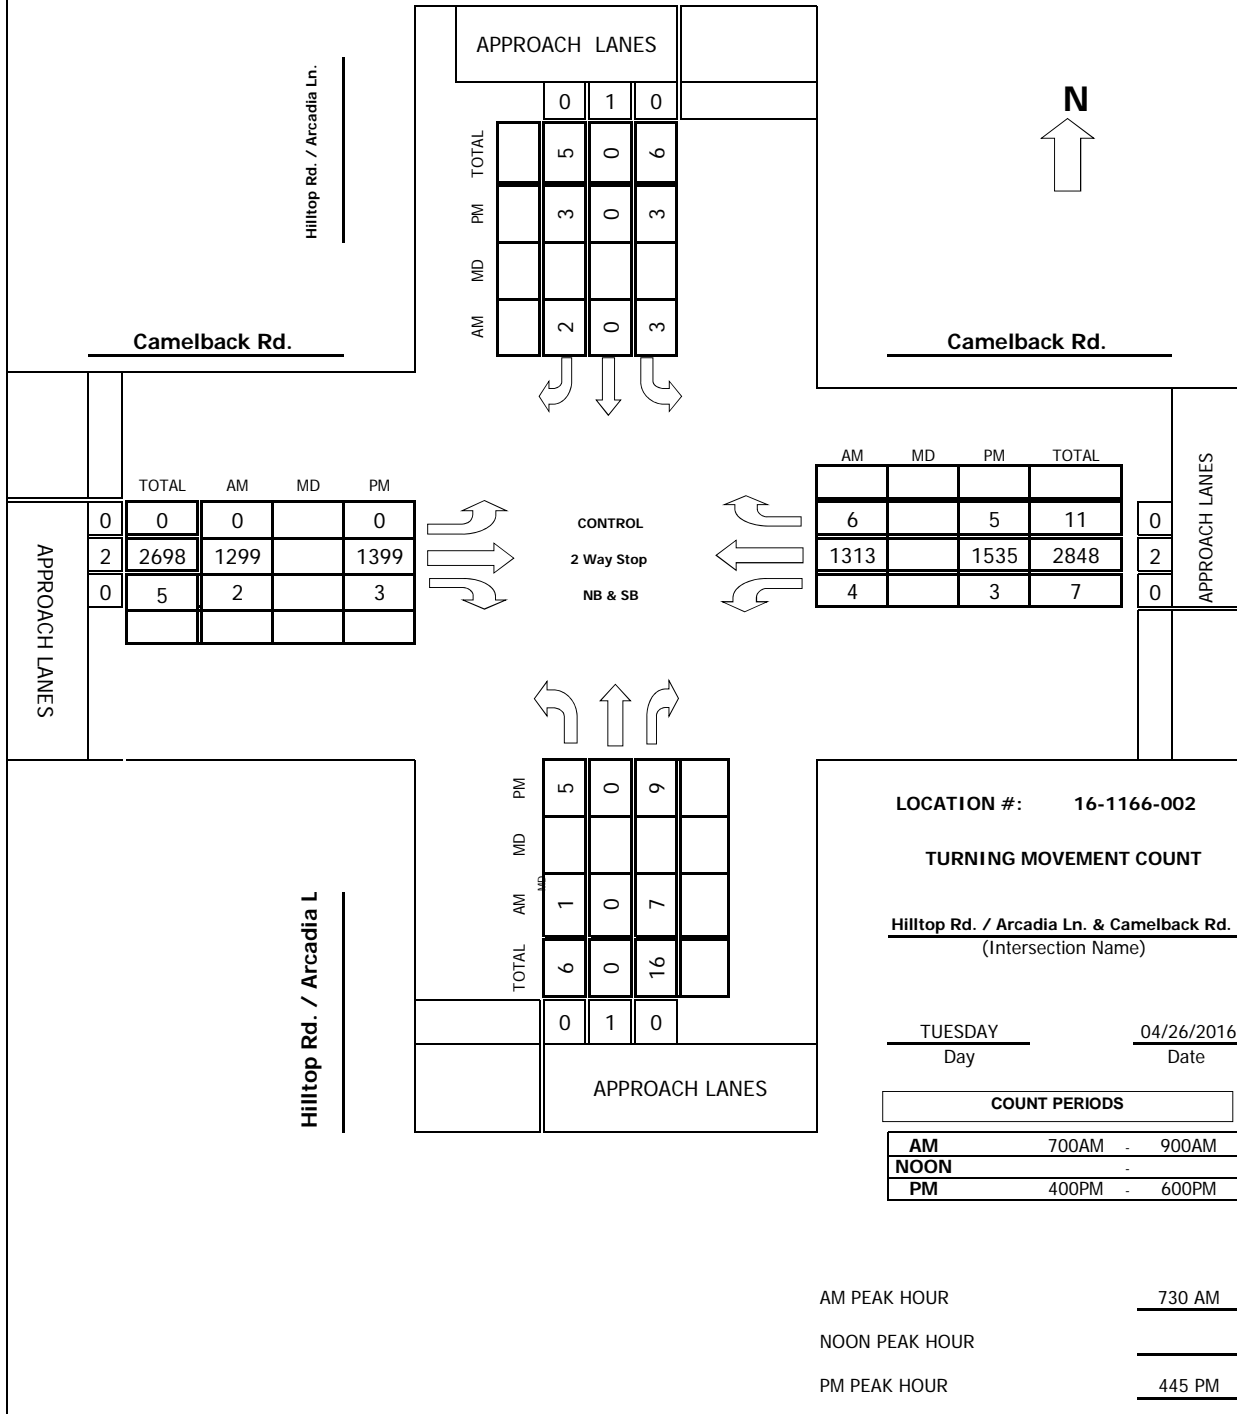 APPROACH LANES
0 1 0
N
Hilltop Rd. / Arcadia Ln.
TOTAL 5 0 6
PM 3 0 3
MD
AM 2 0 3
Camelback Rd.
Camelback Rd.
TOTAL AM MD PM
0 0 0 0
2 2698 1299 1399
0 5 2 3
APPROACH LANES
CONTROL
2 Way Stop
NB & SB
AM MD PM TOTAL
6 5 11 0
1313 1535 2848 2
4 3 7 0
APPROACH LANES
PM 5 0 9
MD
MD
AM 1 0 7
TOTAL 6 0 16
0 1 0
APPROACH LANES
Hilltop Rd. / Arcadia L
LOCATION #: 16-1166-002
TURNING MOVEMENT COUNT
Hilltop Rd. / Arcadia Ln. & Camelback Rd.
(Intersection Name)
TUESDAY 04/26/2016
Day Date
COUNT PERIODS
AM 700AM - 900AM
NOON -
PM 400PM - 600PM
AM PEAK HOUR 730 AM
NOON PEAK HOUR
PM PEAK HOUR 445 PM